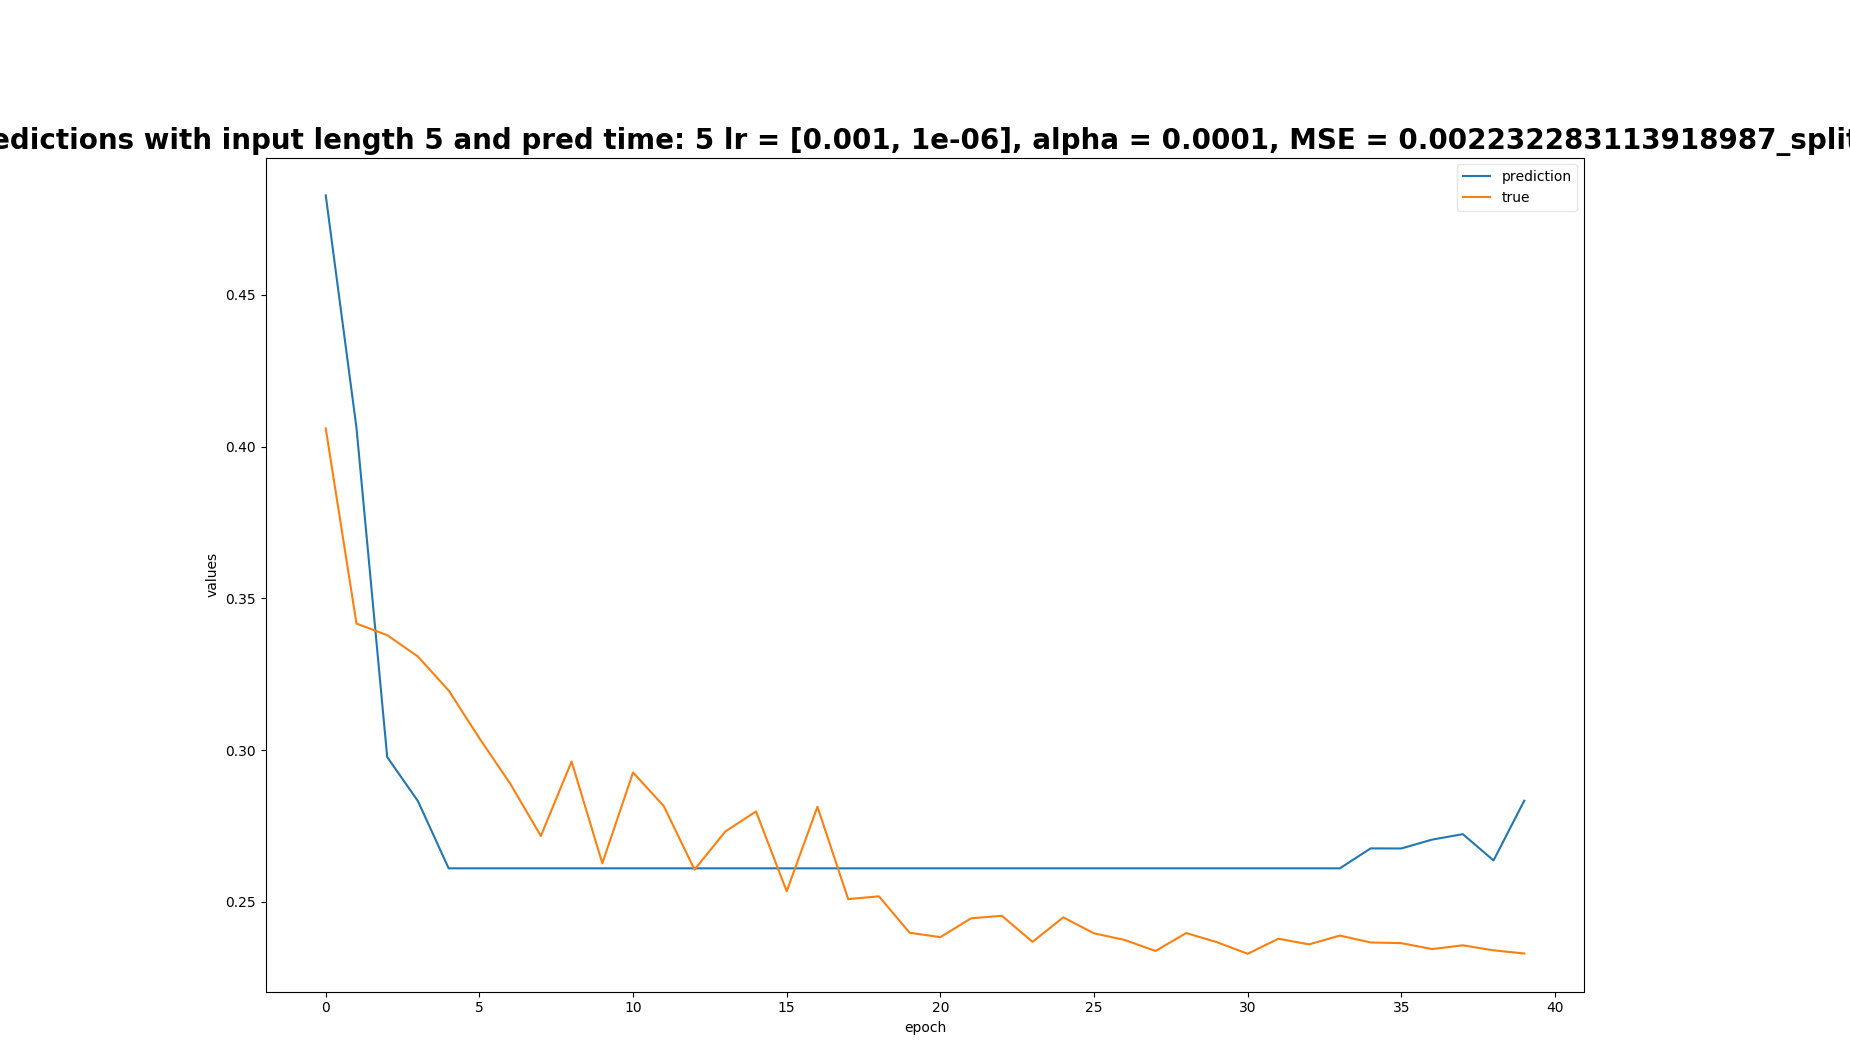 edictions with input length 5 and pred time: 5 lr = [0.001, 1e-06], alpha = 0.0001, MSE = 0.002232283113918987_split
prediction
true
0.45
0.40
0.35
0.30
0.25
values
0 5 10 15 20 25 30 35 40
epoch